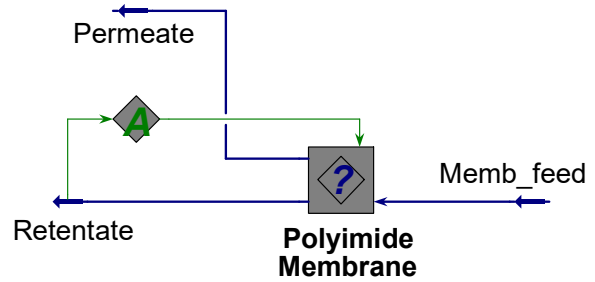 Permeate
A
?
Memb_feed
Retentate
Polyimide
Membrane